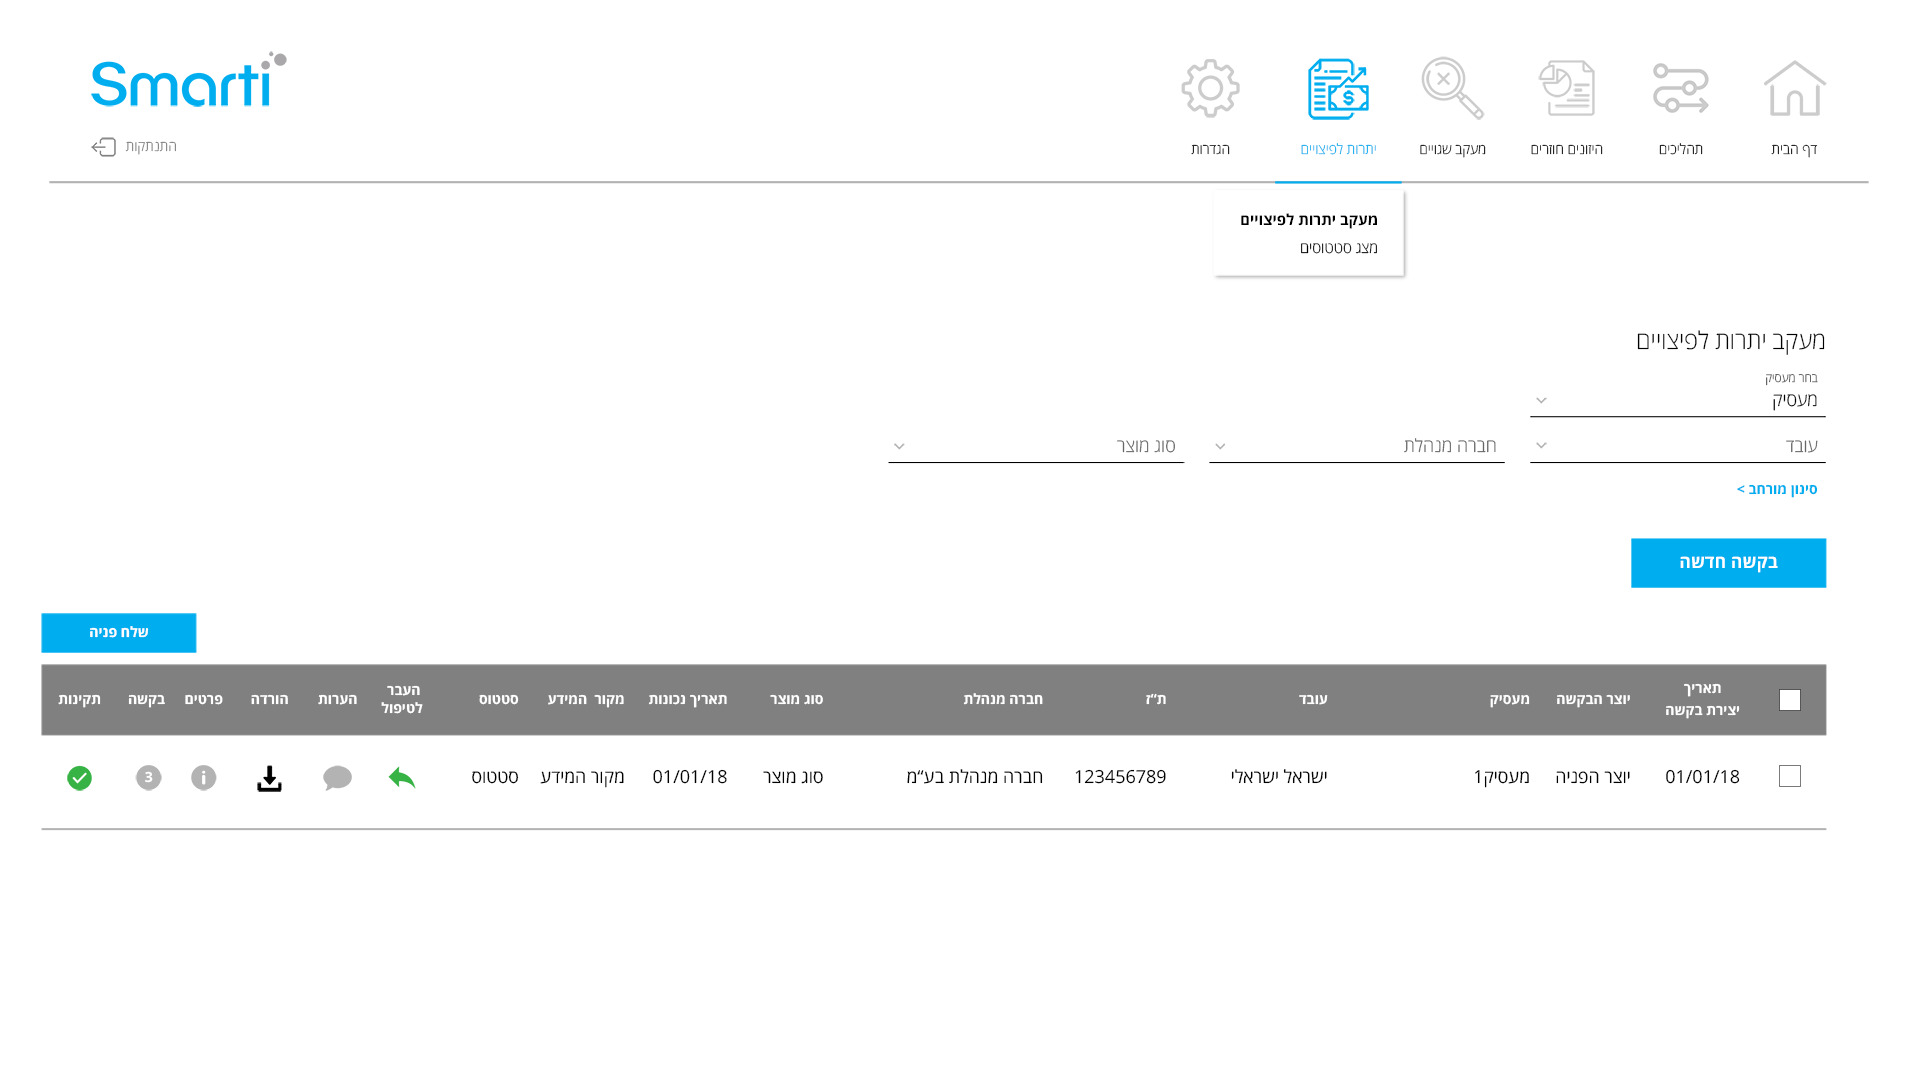 Smarti
דף הבית
תהליכים
היזונים חוזרים
מעקב שגויים
יתרות לפיצויים
הגדרות
התנתקות
מעקב יתרות לפיצויים
מצג סטטוסים
מעקב יתרות לפיצויים
בחר מעסיק
מעסיק
עובד
חברה מנהלת
סוג מוצר
סינון מורחב >
בקשה חדשה
שלח פניה
תאריך
יצירת בקשה
יוצר הבקשה
מעסיק
עובד
ת״ז
חברה מנהלת
סוג מוצר
תאריך נכונות
מקור המידע
סטטוס
העבר
לטיפול
הערות
הורדה
פרטים
בקשה
תקינות
01/01/18
יוצר הפניה
מעסיק1
ישראל ישראלי
123456789
חברה מנהלת בע״מ
סוג מוצר
01/01/18
מקור המידע
סטטוס
i
3